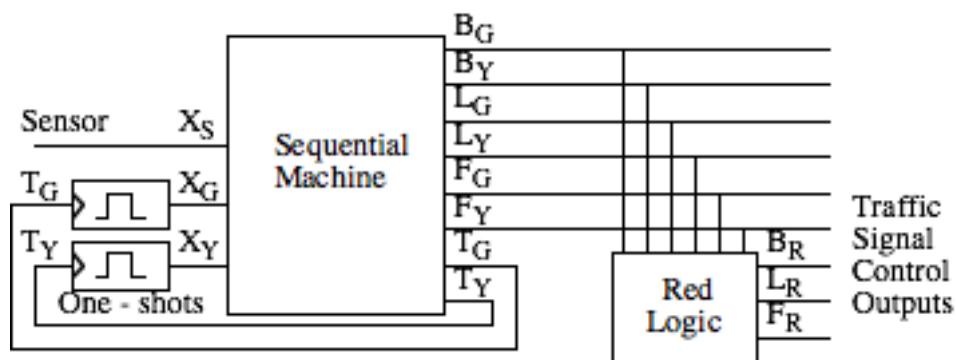 B_G
B_Y
L_G
Sensor X_S
L_Y
Sequential
Machine
F_G
T_G X_G
F_Y
Traffic
T_Y X_Y
T_G
B_R Signal
T_Y
L_R Control
One - shots
Red
Logic
F_R Outputs